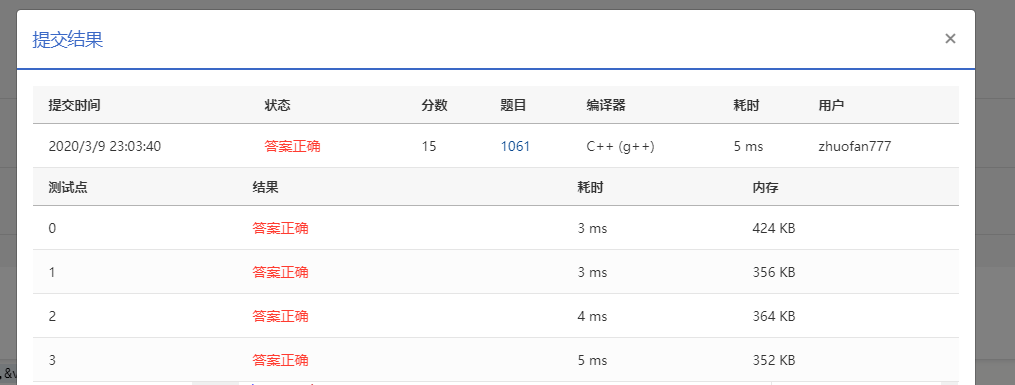 提交结果 ×
提交时间 状态 分数 题目 编译器 耗时 用户
2020/3/9 23:03:40 答案正确 15 1061 C++ (g++) 5 ms zhuofan777
测试点 结果 耗时 内存
0 答案正确 3 ms 424 KB
1 答案正确 3 ms 356 KB
2 答案正确 4 ms 364 KB
3 答案正确 5 ms 352 KB